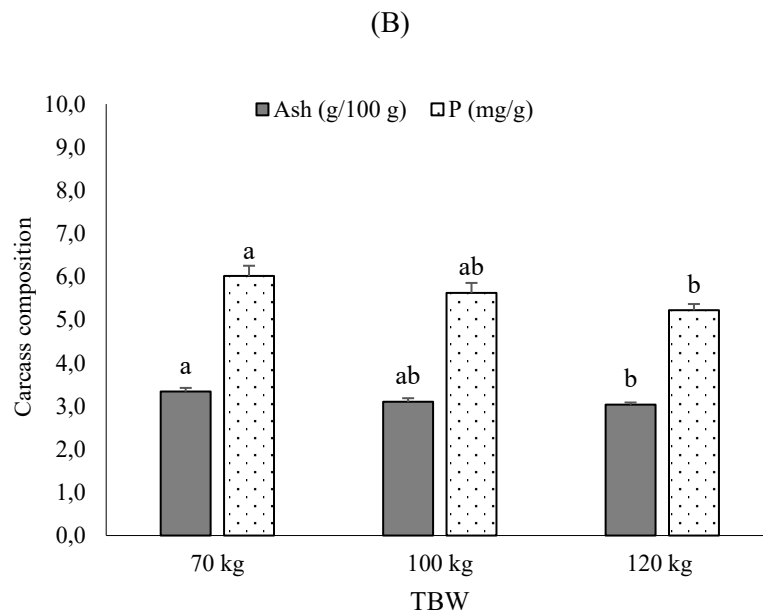 (B)
Ash (g/100 g) P (mg/g)
Carcass composition
10,0
9,0
8,0
7,0
6,0
5,0
4,0
3,0
2,0
1,0
0,0
a a
ab ab
b b
70 kg 100 kg 120 kg
TBW